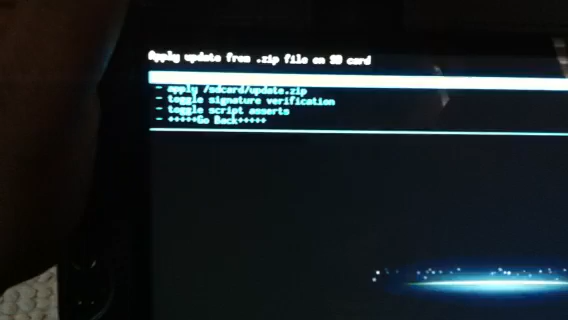 Apply update from .zip file on SD card
- apply /sdcard/update.zip
- toggle signature verification
- toggle script asserts
- +++++Go Back+++++